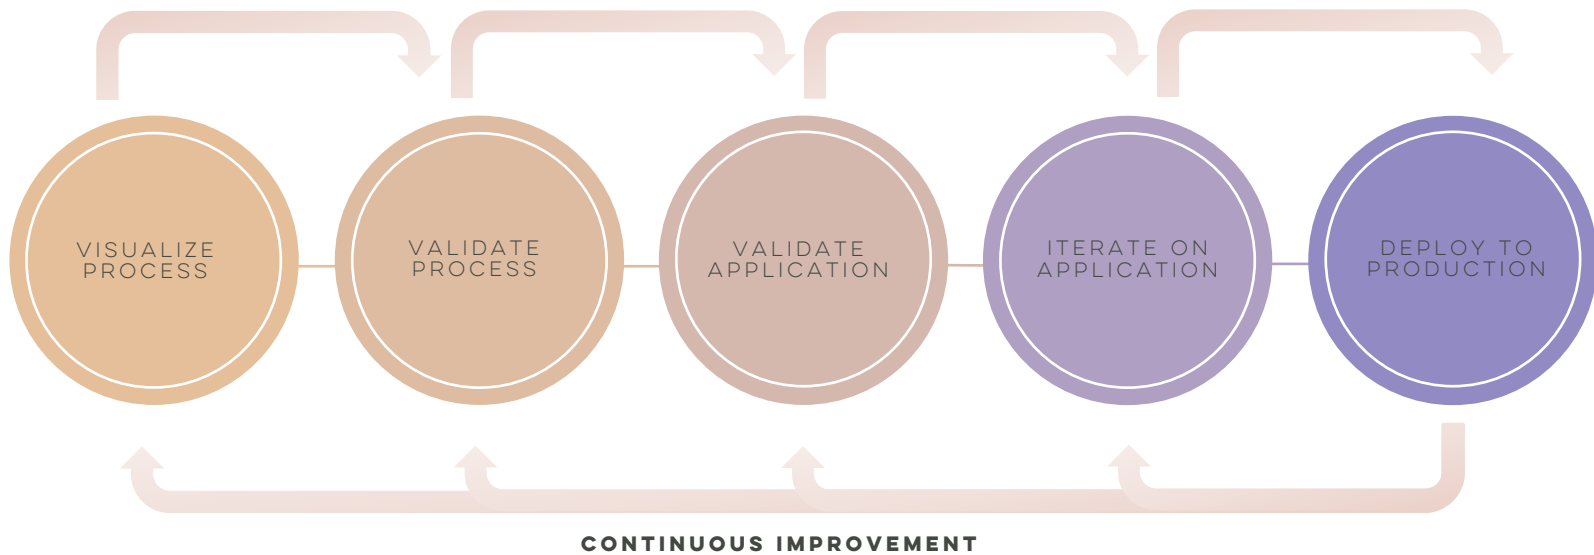 VISUALIZE
PROCESS
VALIDATE
PROCESS
VALIDATE
APPLICATION
ITERATE ON
APPLICATION
DEPLOY TO
PRODUCTION
CONTINUOUS IMPROVEMENT